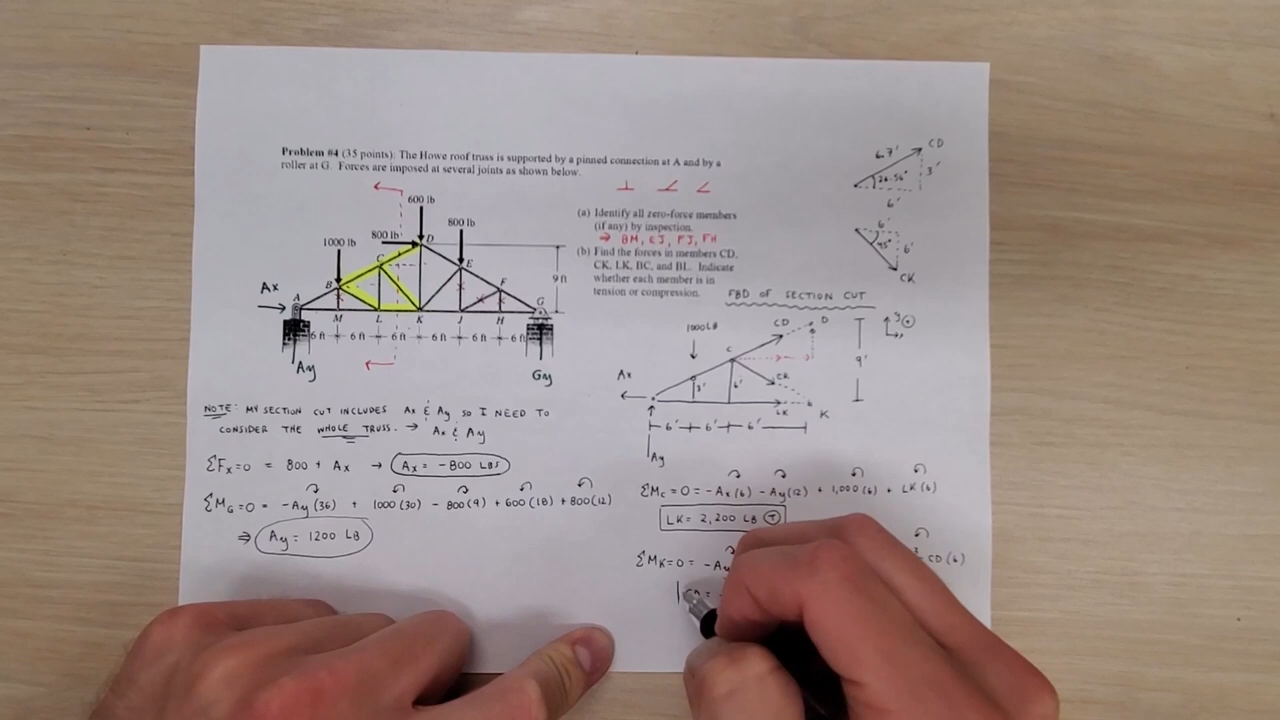 Problem #4 (35 points): The Howe roof truss is supported by a pinned connection at A and by a
roller at G. Forces are imposed at several joints as shown below.
600 lb
800 lb
800 lb
1000 lb
D
C
E
B
F
A
G
M L K J H
9 ft
6 ft 6 ft 6 ft 6 ft 6 ft 6 ft
Ax
Ay
Gy
⊥ ∠ ∠
(a) Identify all zero-force members
(if any) by inspection.
⇒ BM, EJ, FJ, FH
(b) Find the forces in members CD,
CK, LK, BC, and BL. Indicate
whether each member is in
tension or compression.
6.7' CD
26.56° 3'
6'
6'
45° 6'
CK
FBD OF SECTION CUT
1000LB
CD D
C
Ax
3' 6'
CK
LK K
9'
y
6' 6' 6'
Ay
NOTE: MY SECTION CUT INCLUDES Ax & Ay SO I NEED TO
CONSIDER THE WHOLE TRUSS. → Ax & Ay
ΣFx=0 = 800 + Ax → Ax = -800 LBS
ΣMG=0 = -Ay(36) + 1000(30) - 800(9) + 600(18) + 800(12)
⇒ Ay = 1200 LB
ΣMC=0 = -Ax(6) - Ay(12) + 1,000(6) + LK(6)
LK = 2,200 LB (T)
ΣMK=0 = -Ay
CD(6)